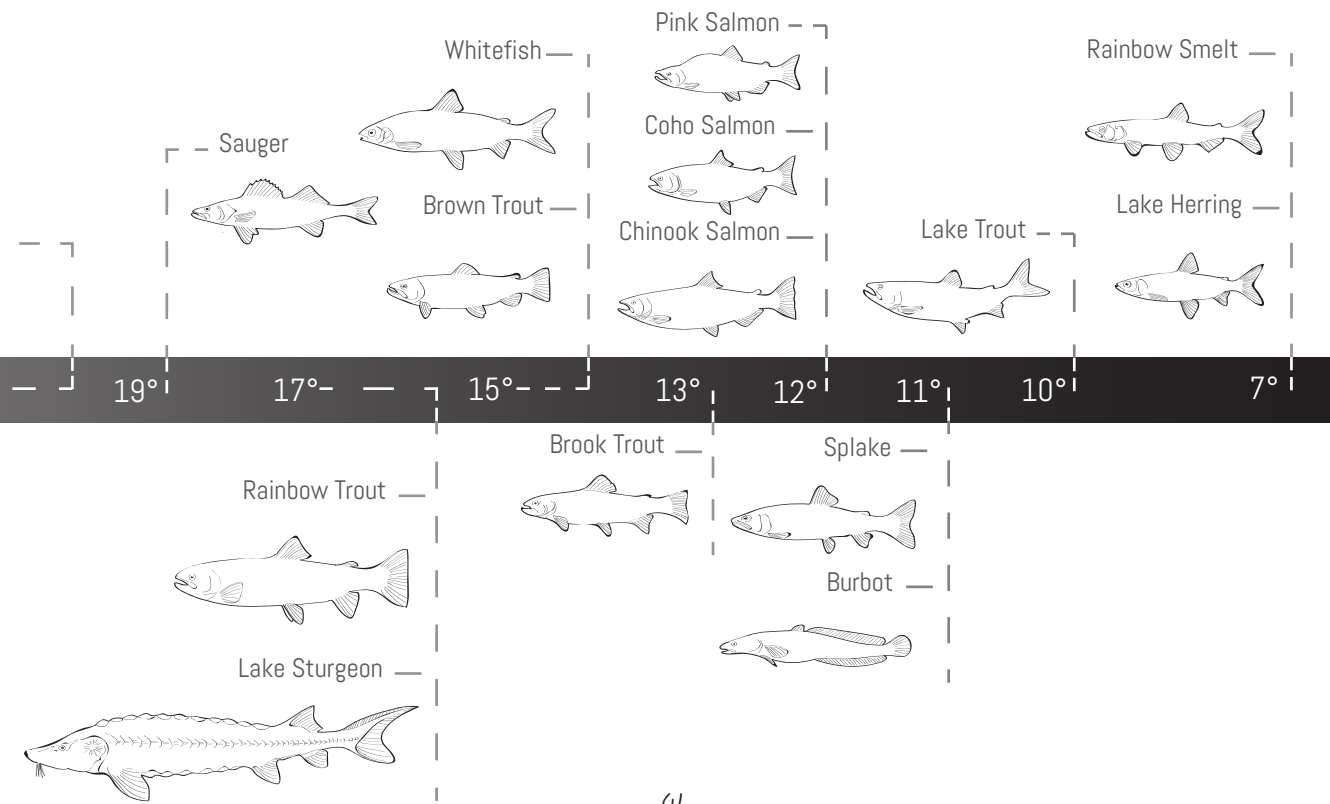 Pink Salmon
Whitefish
Rainbow Smelt
Coho Salmon
Sauger
Brown Trout
Lake Herring
Chinook Salmon
Lake Trout
19° 17° 15° 13° 12° 11° 10° 7°
Brook Trout
Splake
Rainbow Trout
Burbot
Lake Sturgeon